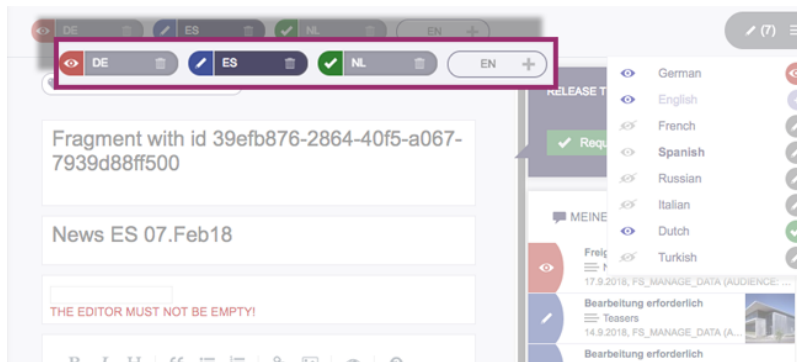 DE ES NL EN
DE ES NL EN
(7)
RELEASE T
Requ
German
English
French
Spanish
Russian
Italian
Dutch
Turkish
Fragment with id 39efb876-2864-40f5-a067-
7939d88ff500
News ES 07.Feb18
THE EDITOR MUST NOT BE EMPTY!
B I U
MEINE
Freig
N
17.9.2018, FS_MANAGE_DATA (AUDIENCE: ...
Bearbeitung erforderlich
Teasers
14.9.2018, FS_MANAGE_DATA (A...
Bearbeitung erforderlich